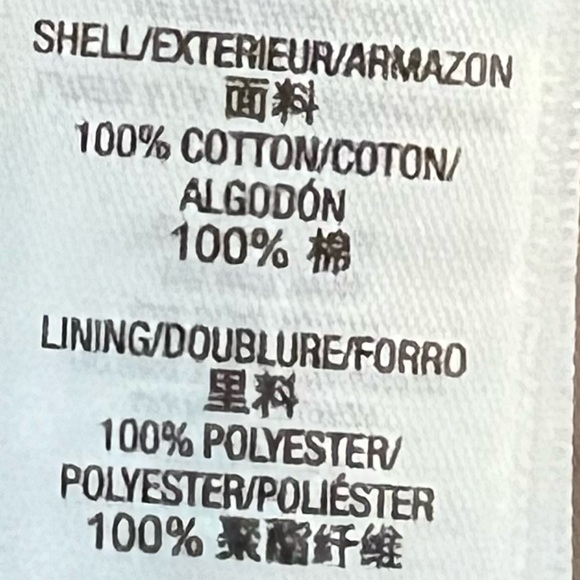 SHELL/EXTERIEUR/ARMAZON
面料
100% COTTON/COTON/
ALGODÓN
100% 棉
LINING/DOUBLURE/FORRO
里料
100% POLYESTER/
POLYESTER/POLIÉSTER
100% 聚酯纤维